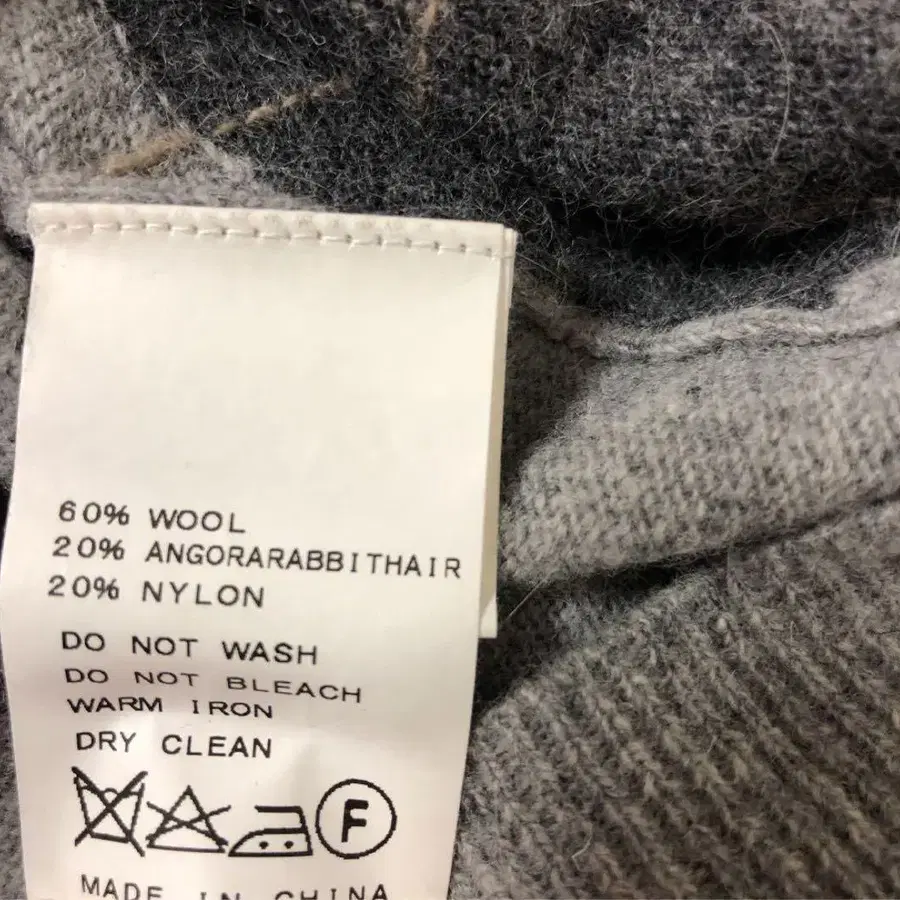 60% WOOL
20% ANGORARABBITHAIR
20% NYLON
DO NOT WASH
DO NOT BLEACH
WARM IRON
DRY CLEAN
F
MADE IN CHINA